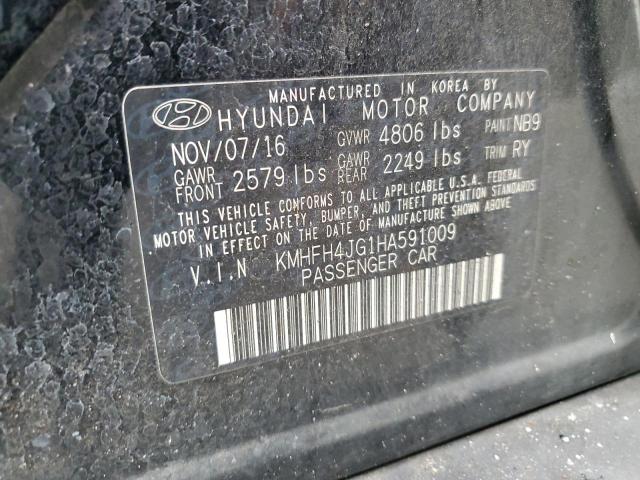 MANUFACTURED IN KOREA BY
HYUNDAI MOTOR COMPANY
NOV/07/16 GVWR 4806 lbs PAINT NB9
GAWR FRONT 2579 lbs GAWR REAR 2249 lbs TRIM RY
THIS VEHICLE CONFORMS TO ALL APPLICABLE U.S.A. FEDERAL
MOTOR VEHICLE SAFETY, BUMPER, AND THEFT PREVENTION STANDARDS
IN EFFECT ON THE DATE OF MANUFACTURE SHOWN ABOVE.
V.I.N KMHFH4JG1HA591009
PASSENGER CAR